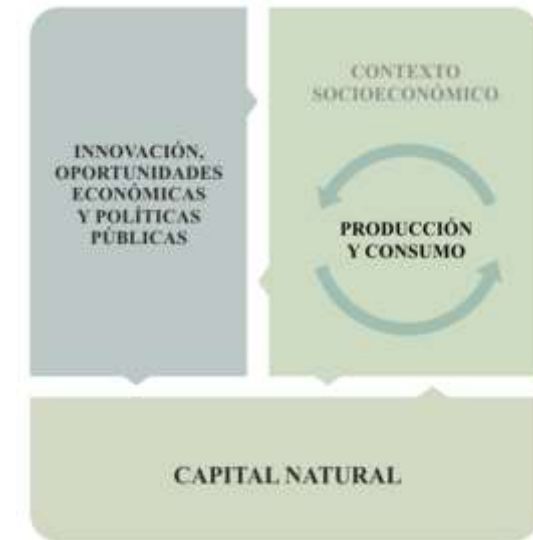 INNOVACIÓN,
OPORTUNIDADES
ECONÓMICAS
Y POLÍTICAS
PÚBLICAS
CONTEXTO
SOCIOECONÓMICO
PRODUCCIÓN
Y CONSUMO
CAPITAL NATURAL